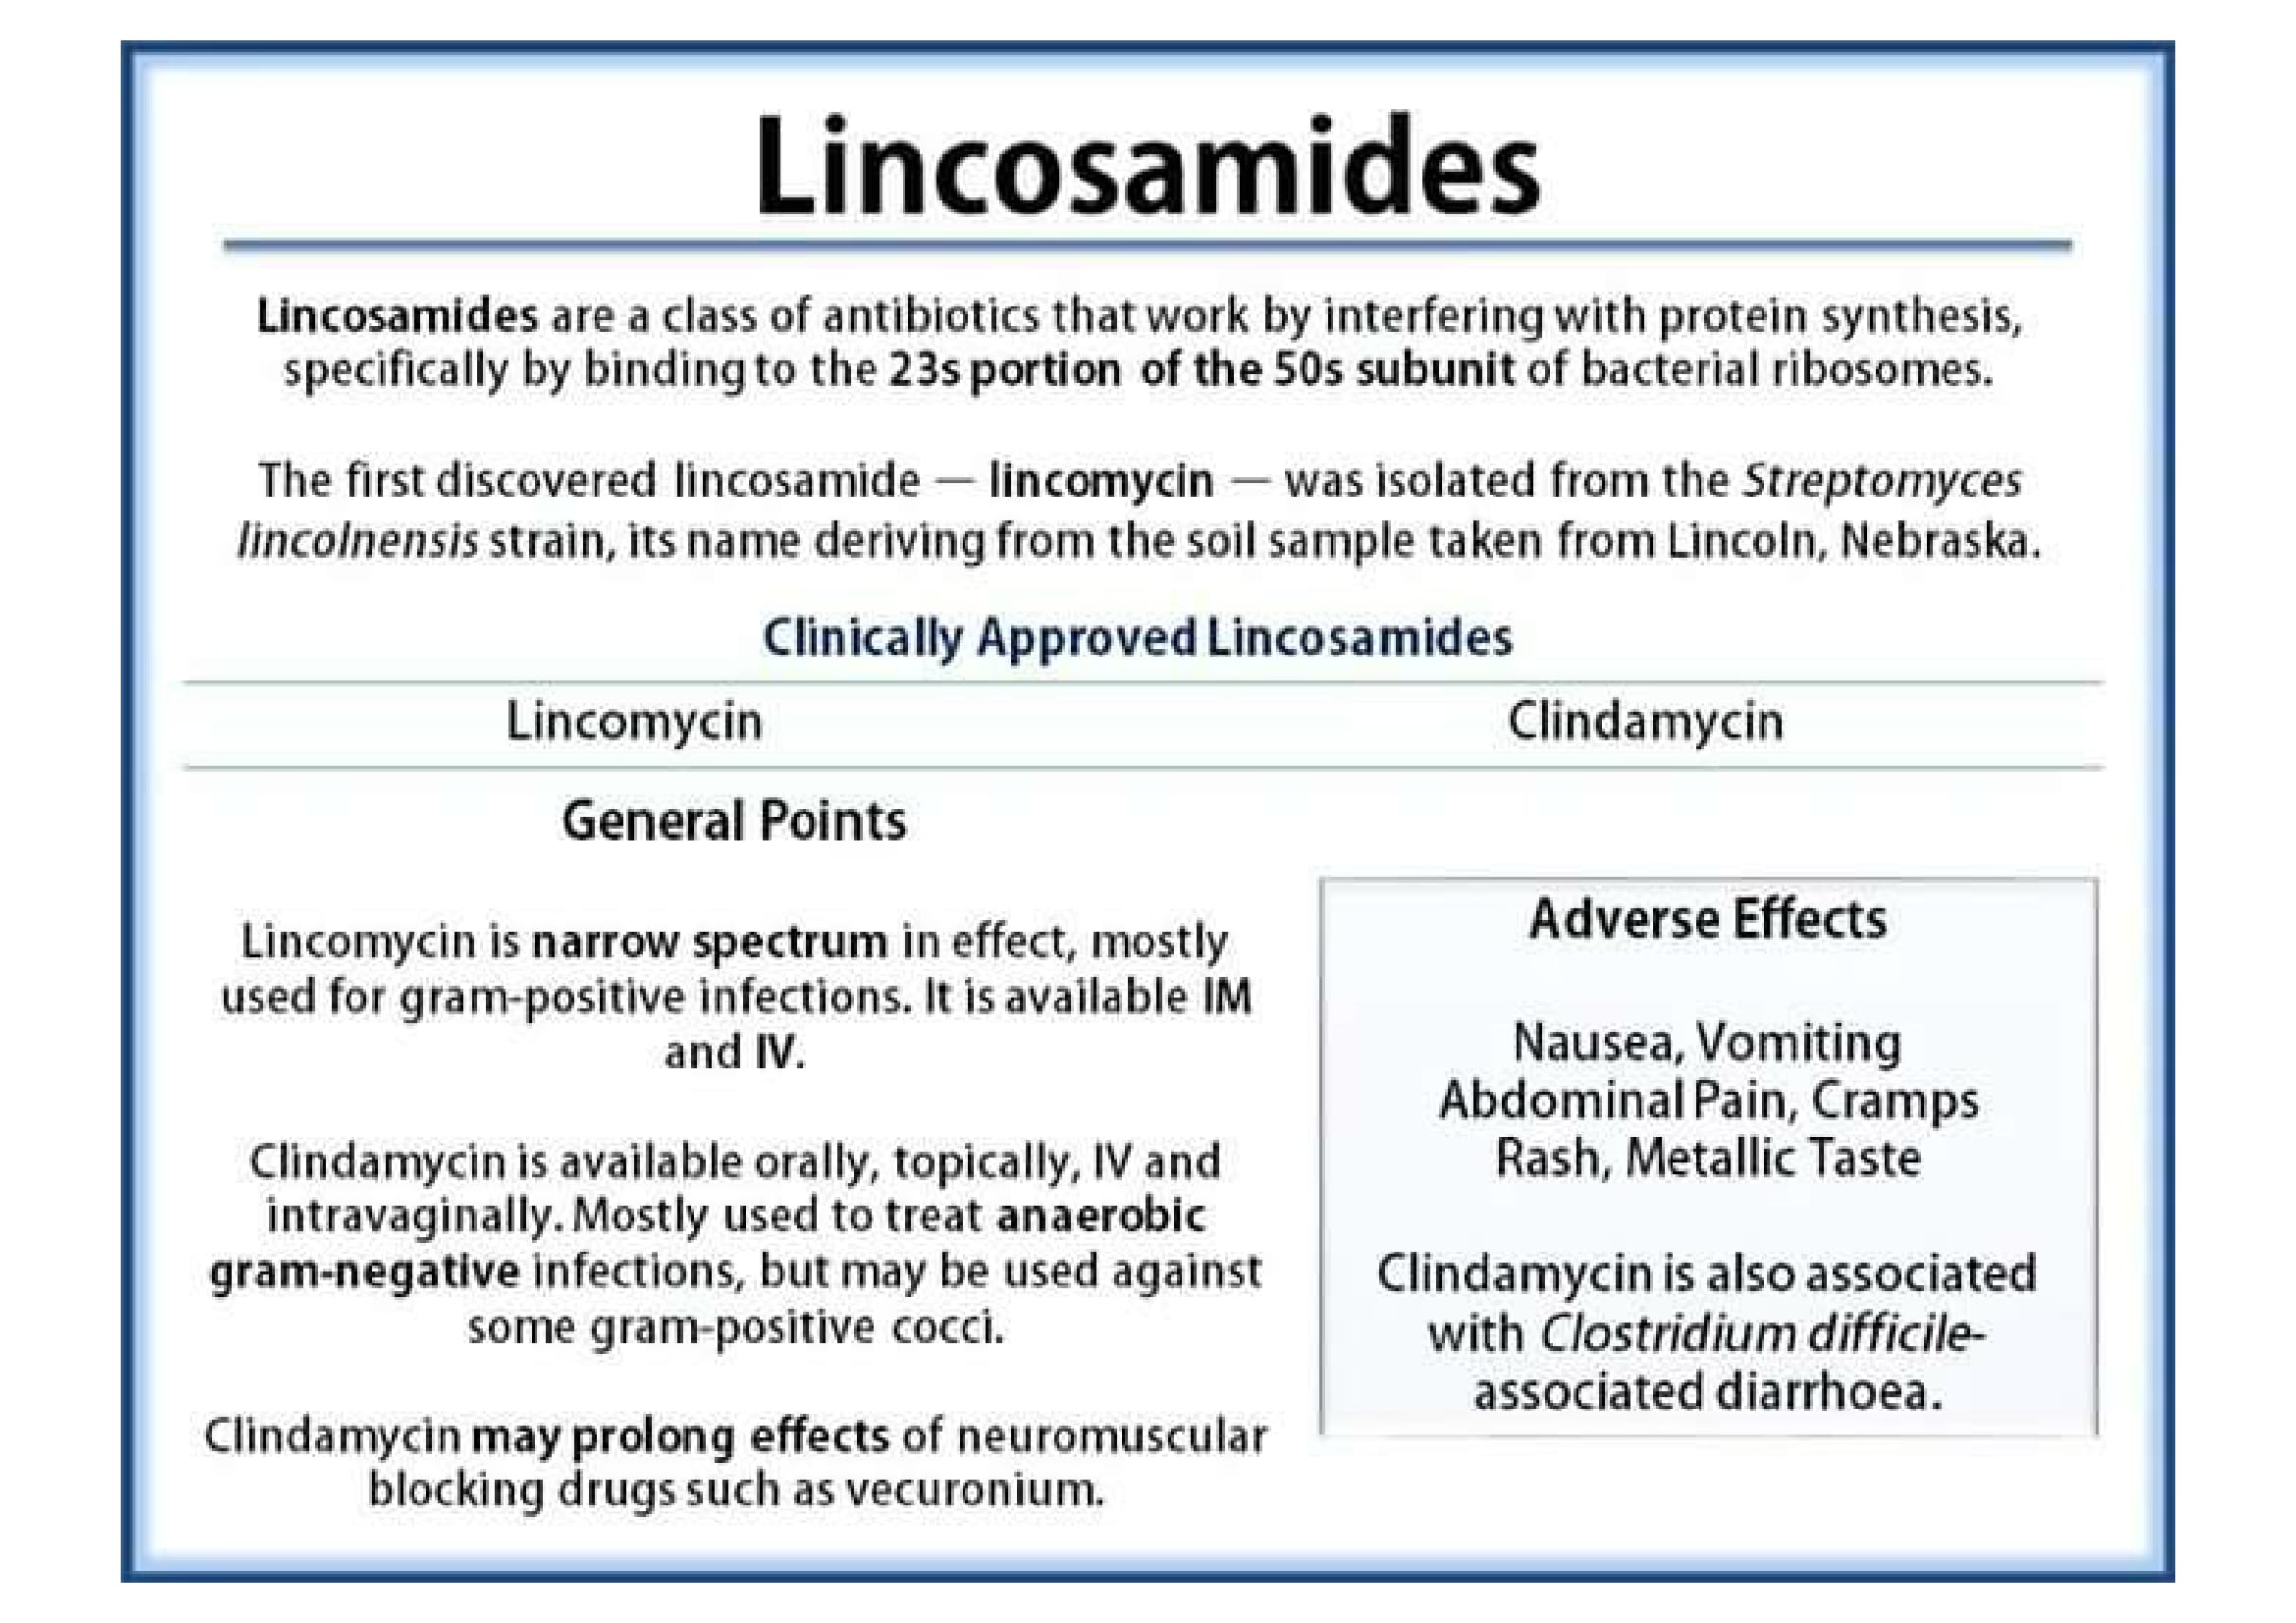 Lincosamides
Lincosamides are a class of antibiotics that work by interfering with protein synthesis,
specifically by binding to the 23s portion of the 50s subunit of bacterial ribosomes.
The first discovered lincosamide — lincomycin — was isolated from the Streptomyces
lincolnensis strain, its name deriving from the soil sample taken from Lincoln, Nebraska.
Clinically Approved Lincosamides
Lincomycin Clindamycin
General Points
Lincomycin is narrow spectrum in effect, mostly
used for gram-positive infections. It is available IM
and IV.
Clindamycin is available orally, topically, IV and
intravaginally. Mostly used to treat anaerobic
gram-negative infections, but may be used against
some gram-positive cocci.
Clindamycin may prolong effects of neuromuscular
blocking drugs such as vecuronium.
Adverse Effects
Nausea, Vomiting
Abdominal Pain, Cramps
Rash, Metallic Taste
Clindamycin is also associated
with Clostridium difficile-
associated diarrhoea.